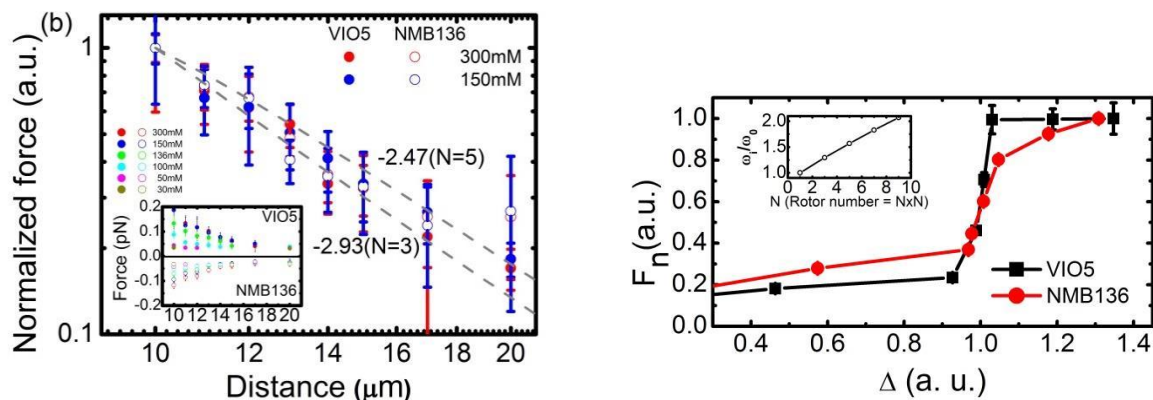 (b)
Normalized force (a.u.)
1
0.1
VIO5 NMB136
300mM
150mM
300mM
150mM
136mM
100mM
50mM
30mM
-2.47(N=5)
-2.93(N=3)
Force (pN)
0.2
0.1
0.0
-0.1
-0.2
VIO5
NMB136
10 12 14 16 18 20
10 12 14 16 18 20
Distance (μm)
Fn(a.u.)
1.0
0.8
0.6
0.4
0.2
0.0
ωi/ω0
2.0
1.5
1.0
0 2 4 6 8 10
N (Rotor number = NxN)
VIO5
NMB136
0.4 0.6 0.8 1.0 1.2 1.4
Δ (a. u.)